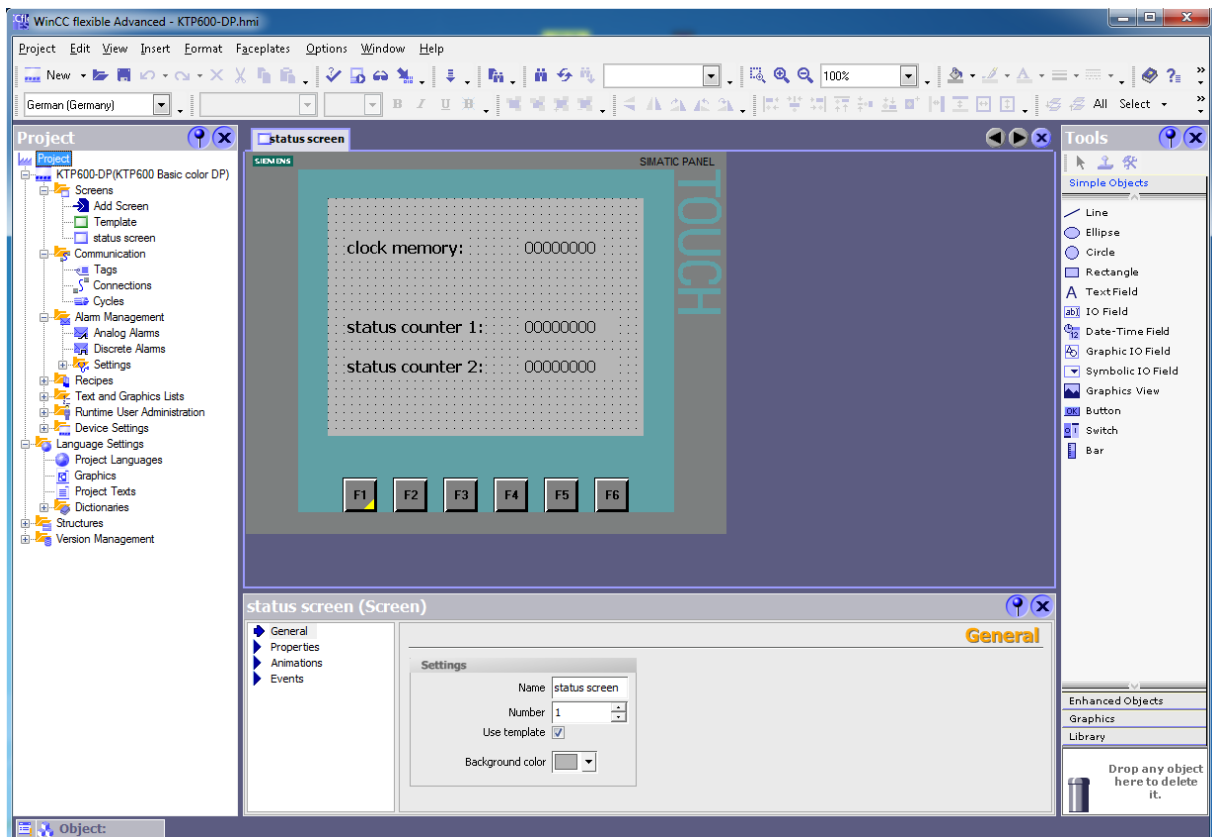 WinCC flexible Advanced - KTP600-DP.hmi
Project Edit View Insert Format Faceplates Options Window Help
New 100%
German (Germany) B I U All Select
Project
Project
KTP600-DP(KTP600 Basic color DP)
Screens
Add Screen
Template
status screen
Communication
Tags
Connections
Cycles
Alarm Management
Analog Alarms
Discrete Alarms
Settings
Recipes
Text and Graphics Lists
Runtime User Administration
Device Settings
Language Settings
Project Languages
Graphics
Project Texts
Dictionaries
Structures
Version Management
status screen
SIEMENS SIMATIC PANEL
TOUCH
clock memory: 00000000
status counter 1: 00000000
status counter 2: 00000000
F1 F2 F3 F4 F5 F6
status screen (Screen)
General
Properties
Animations
Events
General
Settings
Name status screen
Number 1
Use template
Background color
Tools
Simple Objects
Line
Ellipse
Circle
Rectangle
A TextField
ab| IO Field
12 Date-Time Field
Graphic IO Field
Symbolic IO Field
Graphics View
OK Button
0 1 Switch
Bar
Enhanced Objects
Graphics
Library
Drop any object
here to delete
it.
Object: